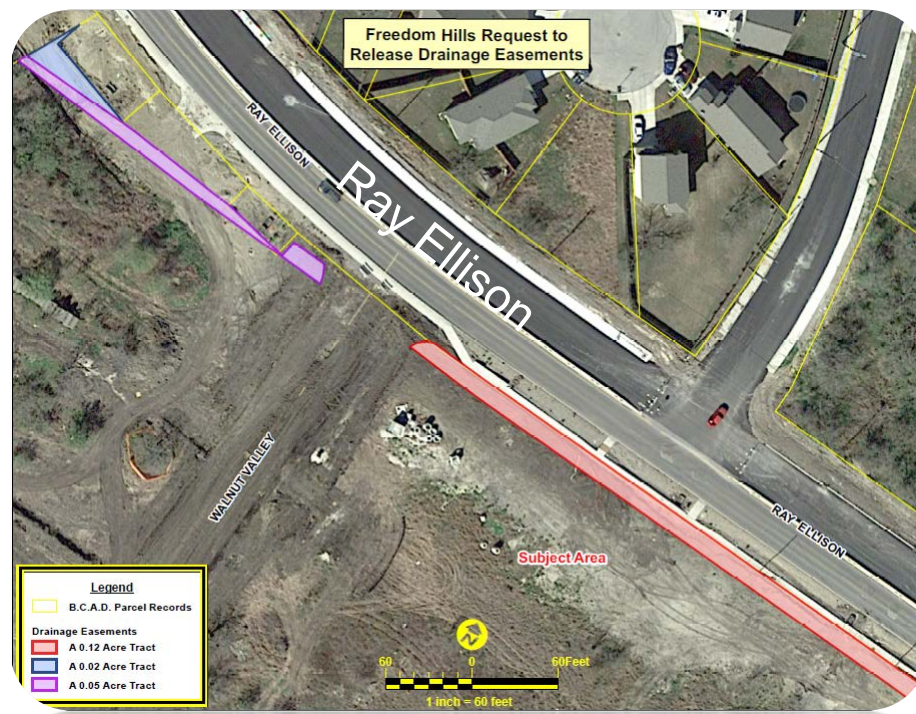 Freedom Hills Request to
Release Drainage Easements
RAY ELLISON
Ray Ellison
WALNUT VALLEY
RAY ELLISON
Subject Area
Legend
B.C.A.D. Parcel Records
Drainage Easements
A 0.12 Acre Tract
A 0.02 Acre Tract
A 0.05 Acre Tract
N
60 0 60Feet
1 inch = 60 feet